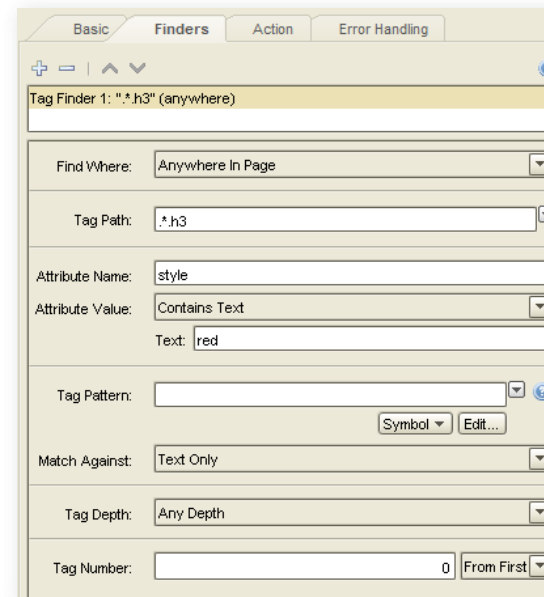 Basic Finders Action Error Handling
Tag Finder 1: ".*.h3" (anywhere)
Find Where: Anywhere In Page
Tag Path: .*.h3
Attribute Name: style
Attribute Value: Contains Text
Text: red
Tag Pattern:
Symbol Edit...
Match Against: Text Only
Tag Depth: Any Depth
Tag Number: 0 From First